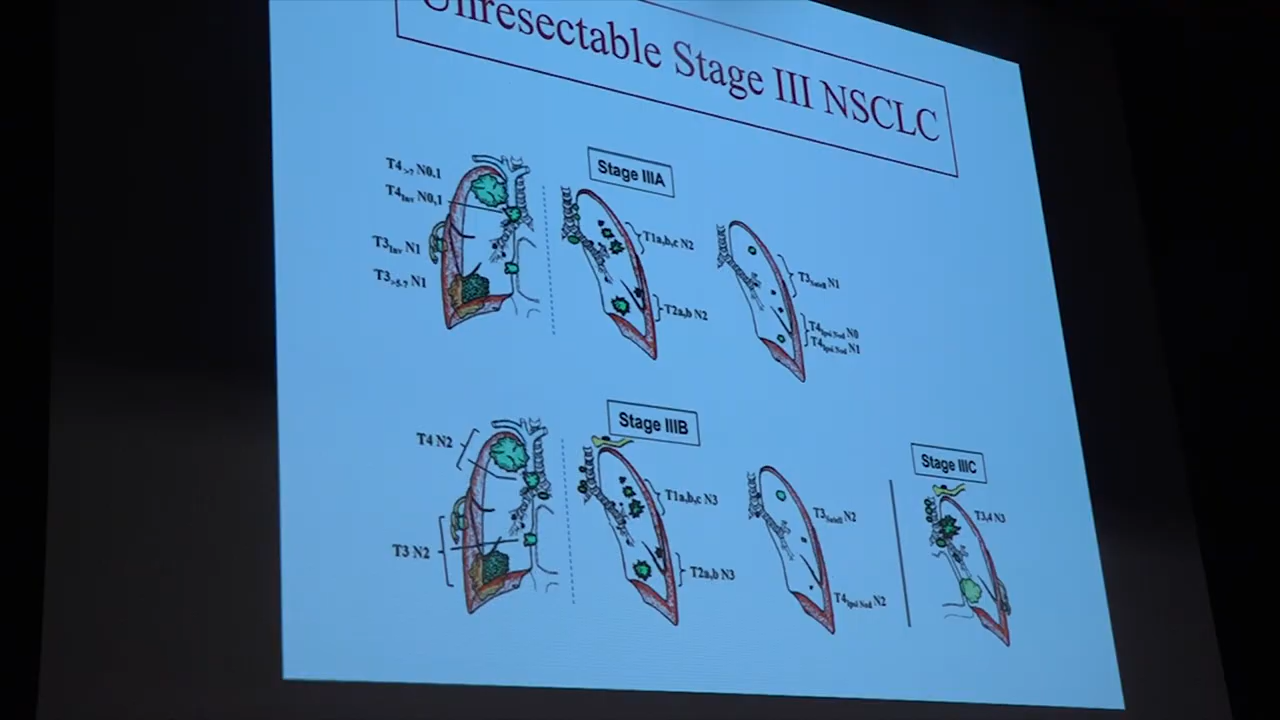 Unresectable Stage III NSCLC
Stage IIIA
T4>7 N0,1
T4Inv N0,1
T3Inv N1
T3>5-7 N1
T1a,b,c N2
T2a,b N2
T3Satell N1
T4Ipsi Nod N0
T4Ipsi Nod N1
Stage IIIB
T4 N2
T3 N2
T1a,b,c N3
T2a,b N3
T3Satell N2
T4Ipsi Nod N2
Stage IIIC
T3,4 N3